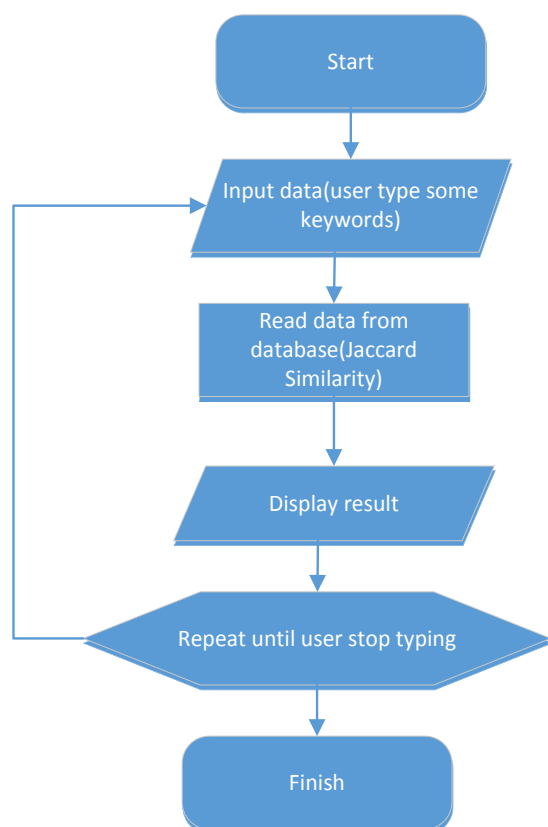 Start
Input data(user type some
keywords)
Read data from
database(Jaccard
Similarity)
Display result
Repeat until user stop typing
Finish